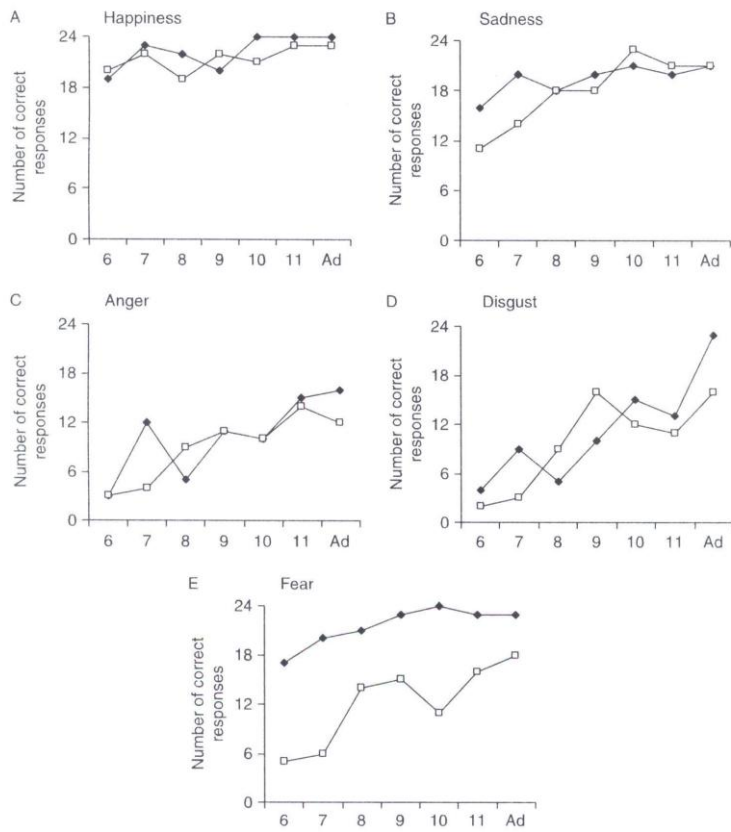 A Happiness
Number of correct
responses
24
18
12
6
0
6 7 8 9 10 11 Ad
B Sadness
Number of correct
responses
24
18
12
6
0
6 7 8 9 10 11 Ad
C Anger
Number of correct
responses
24
18
12
6
0
6 7 8 9 10 11 Ad
D Disgust
Number of correct
responses
24
18
12
6
0
6 7 8 9 10 11 Ad
E Fear
Number of correct
responses
24
18
12
6
0
6 7 8 9 10 11 Ad